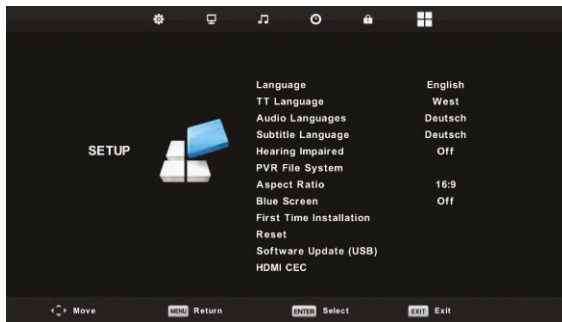 SETUP
Language English
TT Language West
Audio Languages Deutsch
Subtitle Language Deutsch
Hearing Impaired Off
PVR File System
Aspect Ratio 16:9
Blue Screen Off
First Time Installation
Reset
Software Update (USB)
HDMI CEC
Move MENU Return ENTER Select EXIT Exit